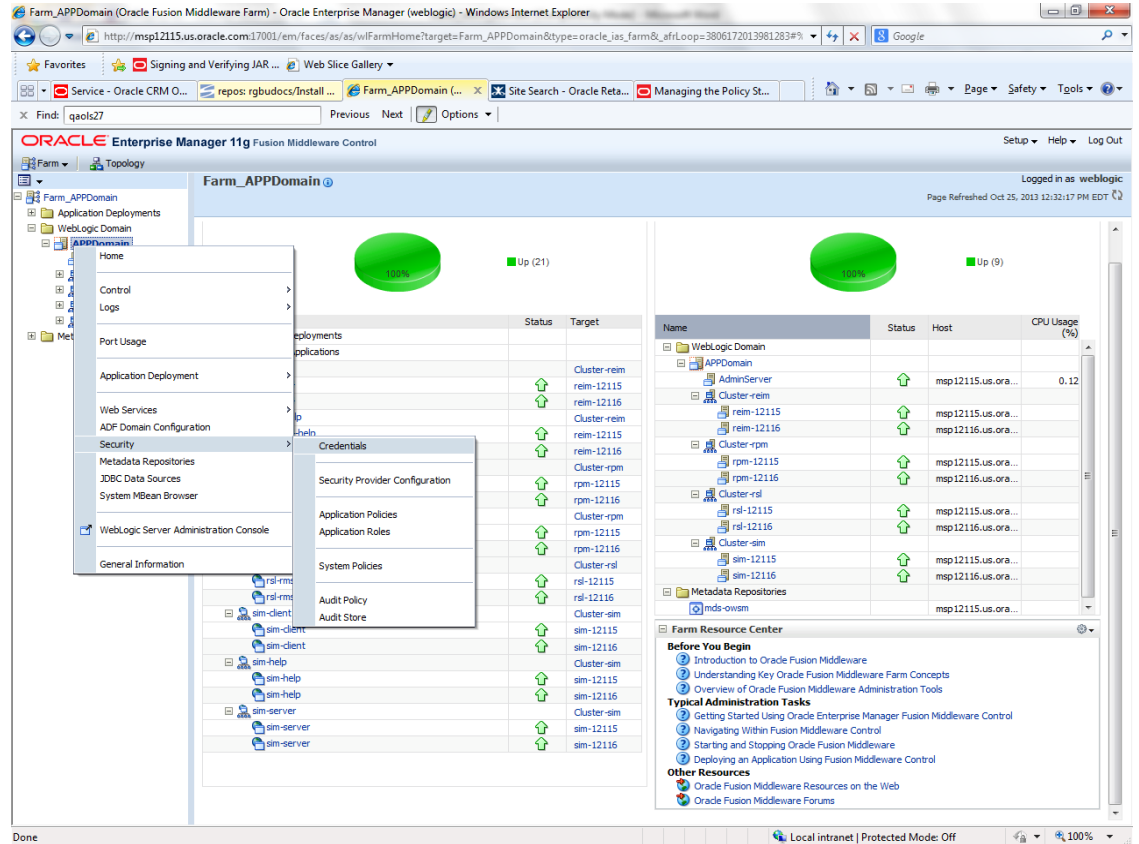 Farm_APPDomain (Oracle Fusion Middleware Farm) - Oracle Enterprise Manager (weblogic) - Windows Internet Explorer
http://msp12115.us.oracle.com:17001/em/faces/as/as/wlFarmHome?target=Farm_APPDomain&type=oracle_ias_farm&_afrLoop=3806172013981283#%
Google
Favorites Signing and Verifying JAR ... Web Slice Gallery
Service - Oracle CRM O... repos: rgbudocs/Install ... Farm_APPDomain (... X Site Search - Oracle Reta... Managing the Policy St... Page Safety Tools
x Find: qaols27 Previous Next Options
ORACLE Enterprise Manager 11g Fusion Middleware Control Setup Help Log Out
Farm Topology
Farm_APPDomain
Logged in as weblogic
Page Refreshed Oct 25, 2013 12:32:17 PM EDT
Farm_APPDomain
Application Deployments
WebLogic Domain
APPDomain
Met
Home
Control
Logs
Port Usage
Application Deployment
Web Services
ADF Domain Configuration
Security
Metadata Repositories
JDBC Data Sources
System MBean Browser
WebLogic Server Administration Console
General Information
Credentials
Security Provider Configuration
Application Policies
Application Roles
System Policies
Audit Policy
Audit Store
100%
Up (21)
Status Target
eployments
pplications
Cluster-reim
reim-12115
reim-12116
lp Cluster-reim
-help reim-12115
reim-12116
Cluster-rpm
rpm-12115
rpm-12116
Cluster-rpm
rpm-12115
rpm-12116
Cluster-rsl
rsl-rms rsl-12115
rsl-rms rsl-12116
sim-client Cluster-sim
sim-client sim-12115
sim-client sim-12116
sim-help Cluster-sim
sim-help sim-12115
sim-help sim-12116
sim-server Cluster-sim
sim-server sim-12115
sim-server sim-12116
100%
Up (9)
Name Status Host CPU Usage (%)
WebLogic Domain
APPDomain
AdminServer msp12115.us.ora... 0.12
Cluster-reim
reim-12115 msp12115.us.ora...
reim-12116 msp12116.us.ora...
Cluster-rpm
rpm-12115 msp12115.us.ora...
rpm-12116 msp12116.us.ora...
Cluster-rsl
rsl-12115 msp12115.us.ora...
rsl-12116 msp12116.us.ora...
Cluster-sim
sim-12115 msp12115.us.ora...
sim-12116 msp12116.us.ora...
Metadata Repositories
mds-owsm msp12115.us.ora...
Farm Resource Center
Before You Begin
Introduction to Oracle Fusion Middleware
Understanding Key Oracle Fusion Middleware Farm Concepts
Overview of Oracle Fusion Middleware Administration Tools
Typical Administration Tasks
Getting Started Using Oracle Enterprise Manager Fusion Middleware Control
Navigating Within Fusion Middleware Control
Starting and Stopping Oracle Fusion Middleware
Deploying an Application Using Fusion Middleware Control
Other Resources
Oracle Fusion Middleware Resources on the Web
Oracle Fusion Middleware Forums
Done Local intranet | Protected Mode: Off 100%